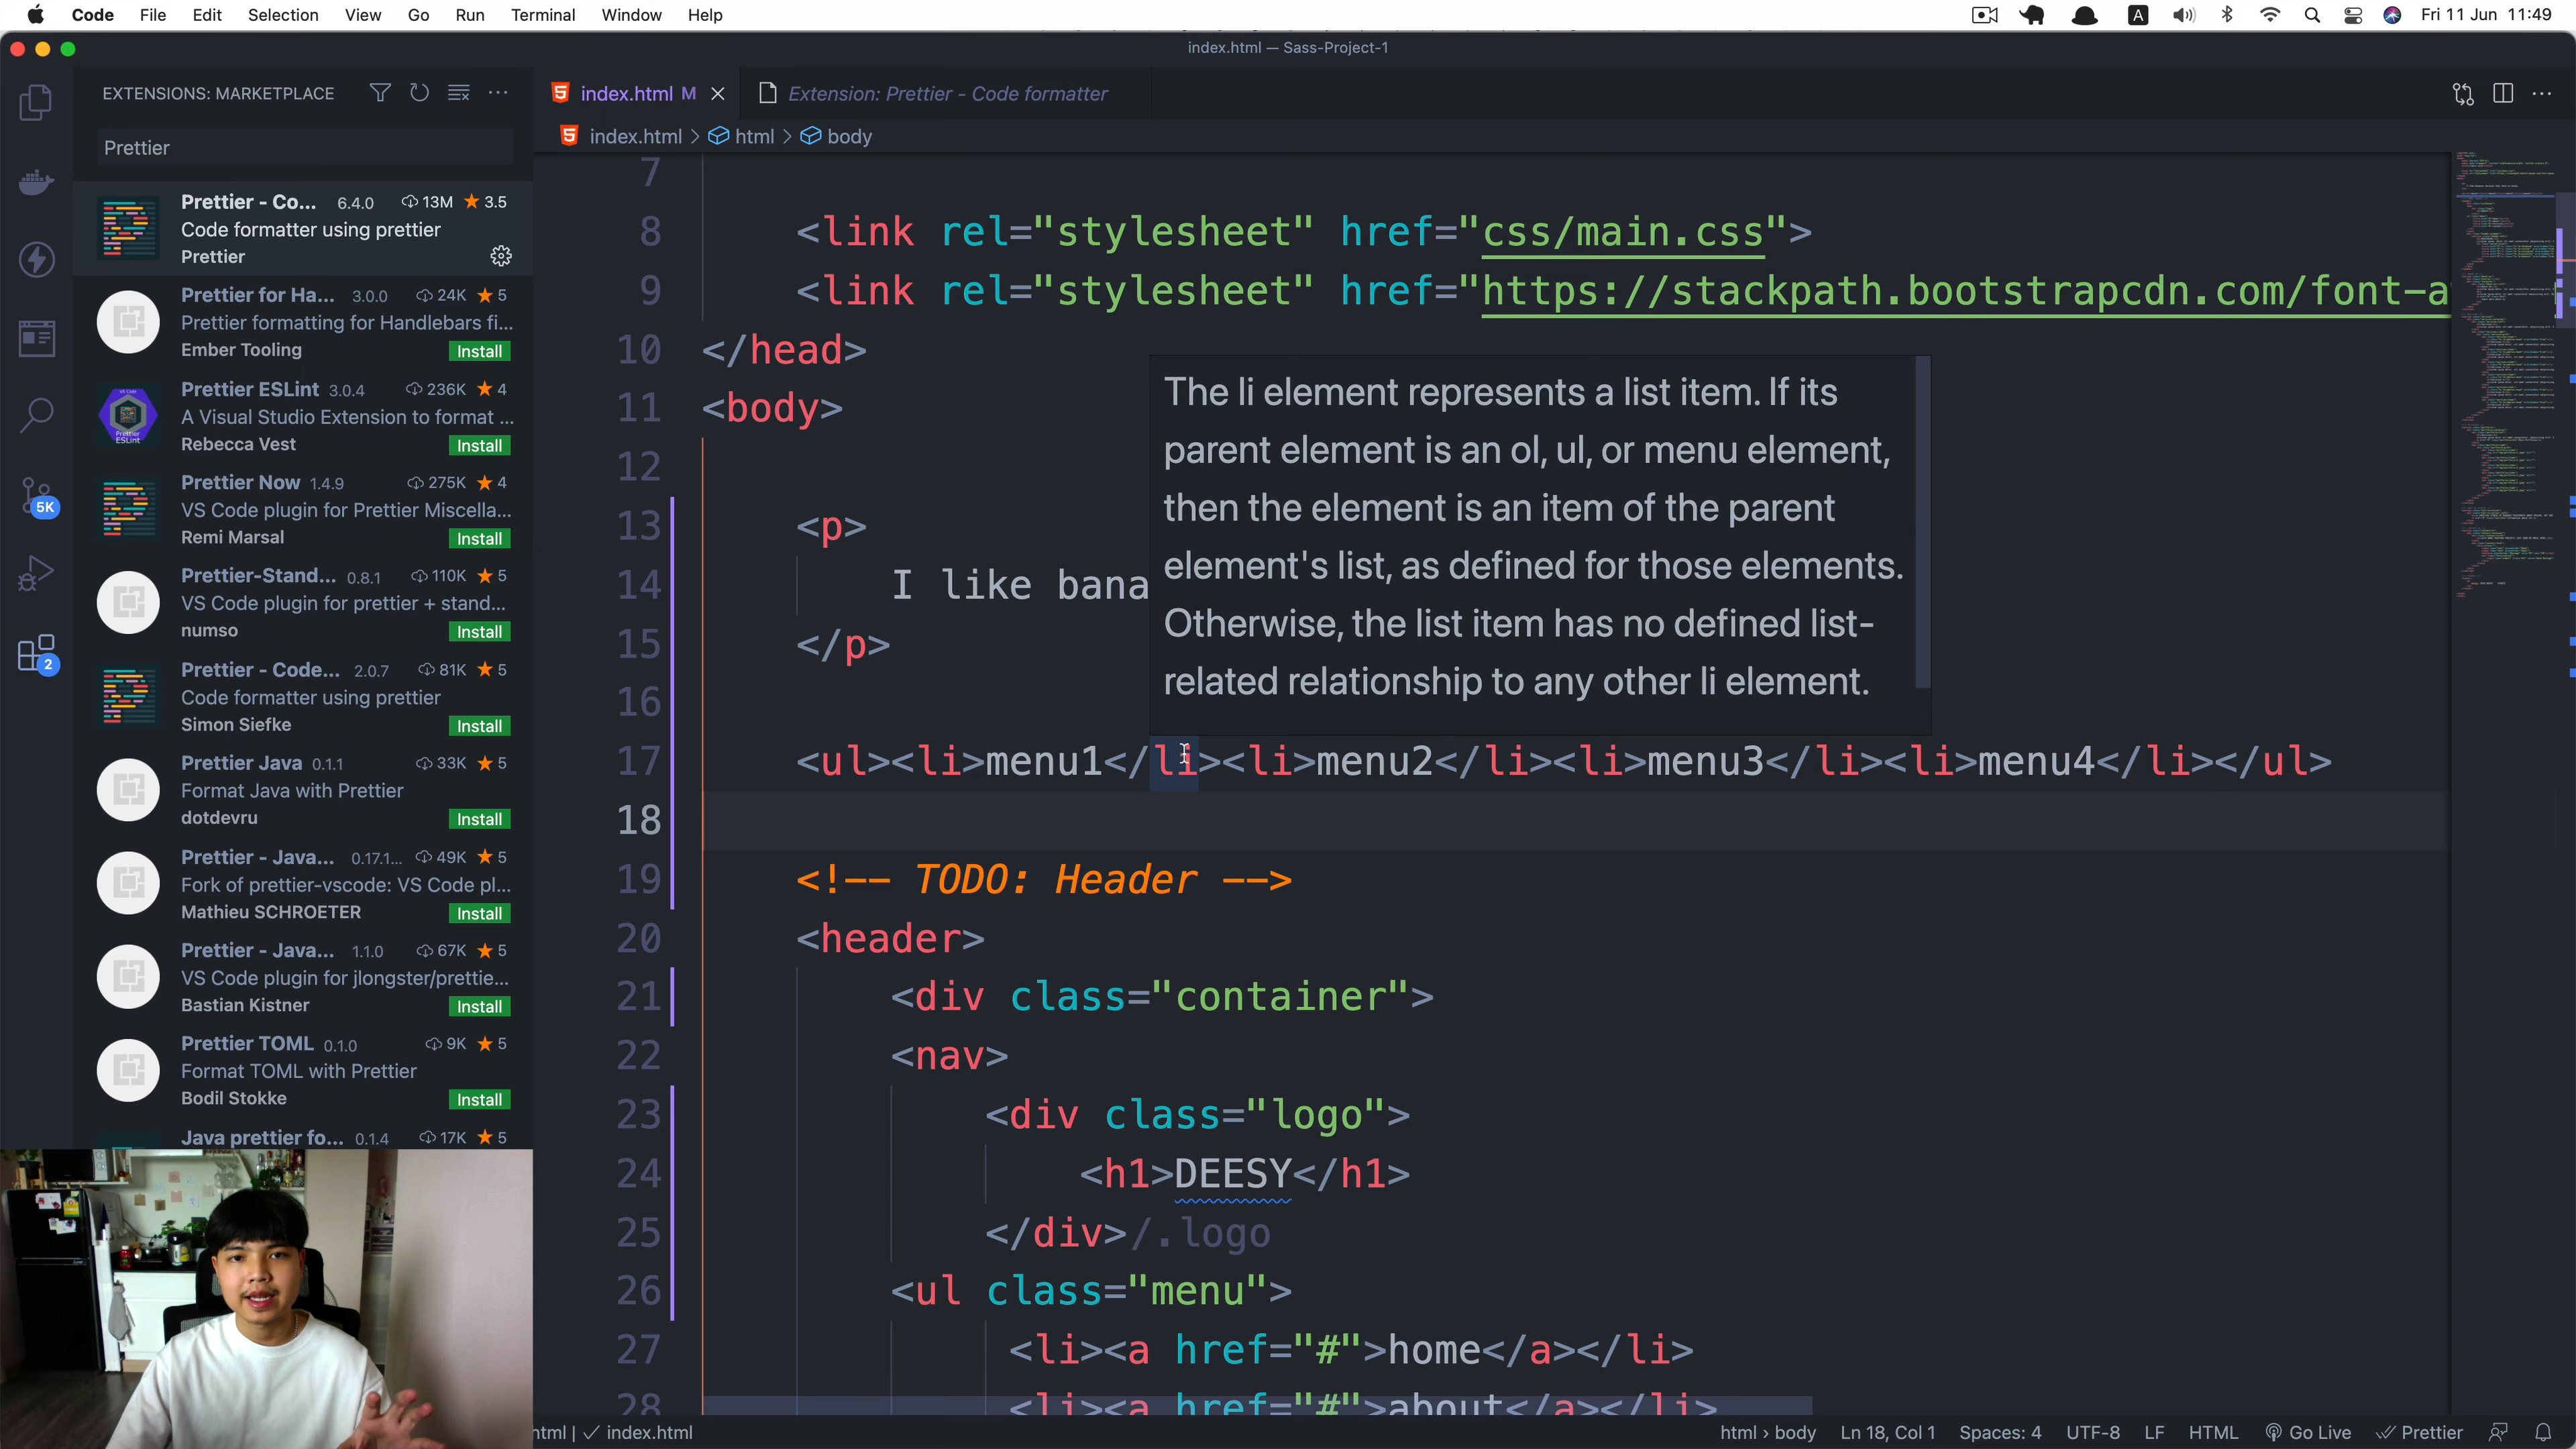 Code File Edit Selection View Go Run Terminal Window Help
A Fri 11 Jun 11:49
index.html — Sass-Project-1
EXTENSIONS: MARKETPLACE
Prettier
Prettier - Co... 6.4.0 13M ★ 3.5
Code formatter using prettier
Prettier
Prettier for Ha... 3.0.0 24K ★ 5
Prettier formatting for Handlebars fi...
Ember Tooling Install
Prettier ESLint 3.0.4 236K ★ 4
A Visual Studio Extension to format ...
Rebecca Vest Install
Prettier Now 1.4.9 275K ★ 4
VS Code plugin for Prettier Miscella...
Remi Marsal Install
Prettier-Stand... 0.8.1 110K ★ 5
VS Code plugin for prettier + stand...
numso Install
Prettier - Code... 2.0.7 81K ★ 5
Code formatter using prettier
Simon Siefke Install
Prettier Java 0.1.1 33K ★ 5
Format Java with Prettier
dotdevru Install
Prettier - Java... 0.17.1... 49K ★ 5
Fork of prettier-vscode: VS Code pl...
Mathieu SCHROETER Install
Prettier - Java... 1.1.0 67K ★ 5
VS Code plugin for jlongster/prettie...
Bastian Kistner Install
Prettier TOML 0.1.0 9K ★ 5
Format TOML with Prettier
Bodil Stokke Install
Java prettier fo... 0.1.4 17K ★ 5
5K
2
index.html M Extension: Prettier - Code formatter
index.html > html > body
7
8 <link rel="stylesheet" href="css/main.css">
9 <link rel="stylesheet" href="https://stackpath.bootstrapcdn.com/font-a
10 </head>
11 <body>
12
13 <p>
14 I like bana
15 </p>
16
17 <ul><li>menu1</li><li>menu2</li><li>menu3</li><li>menu4</li></ul>
18
19 <!-- TODO: Header -->
20 <header>
21 <div class="container">
22 <nav>
23 <div class="logo">
24 <h1>DEESY</h1>
25 </div>/.logo
26 <ul class="menu">
27 <li><a href="#">home</a></li>
28 <li><a href="#">about</a></li>
The li element represents a list item. If its
parent element is an ol, ul, or menu element,
then the element is an item of the parent
element's list, as defined for those elements.
Otherwise, the list item has no defined list-
related relationship to any other li element.
html | ✓ index.html html › body Ln 18, Col 1 Spaces: 4 UTF-8 LF HTML Go Live Prettier